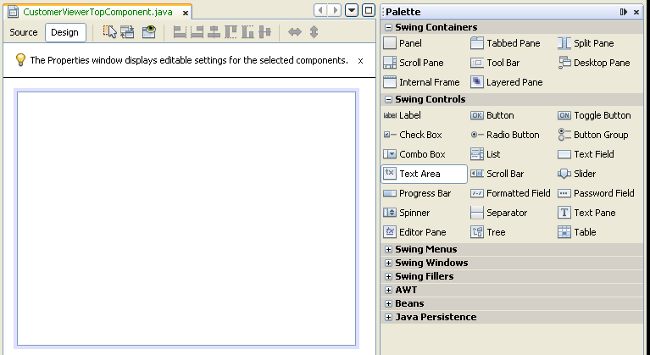 CustomerViewerTopComponent.java x
Source Design
The Properties window displays editable settings for the selected components. x
Palette
Swing Containers
Panel Tabbed Pane Split Pane
Scroll Pane Tool Bar Desktop Pane
Internal Frame Layered Pane
Swing Controls
label Label OK Button ON Toggle Button
Check Box Radio Button Button Group
Combo Box List Text Field
tx Text Area Scroll Bar Slider
Progress Bar Formatted Field Password Field
Spinner Separator T Text Pane
Editor Pane Tree Table
Swing Menus
Swing Windows
Swing Fillers
AWT
Beans
Java Persistence